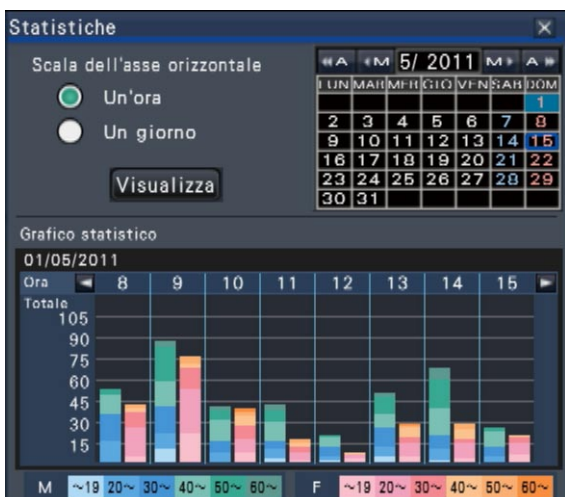 Statistiche
Scala dell'asse orizzontale
Un'ora
Un giorno
Visualizza
A M 5/ 2011 M A
LUN MAR MER GIO VEN SAB DOM
1
2 3 4 5 6 7 8
9 10 11 12 13 14 15
16 17 18 19 20 21 22
23 24 25 26 27 28 29
30 31
Grafico statistico
01/05/2011
Ora 8 9 10 11 12 13 14 15
Totale
105
90
75
60
45
30
15
M ~19 20~ 30~ 40~ 50~ 60~ F ~19 20~ 30~ 40~ 50~ 60~